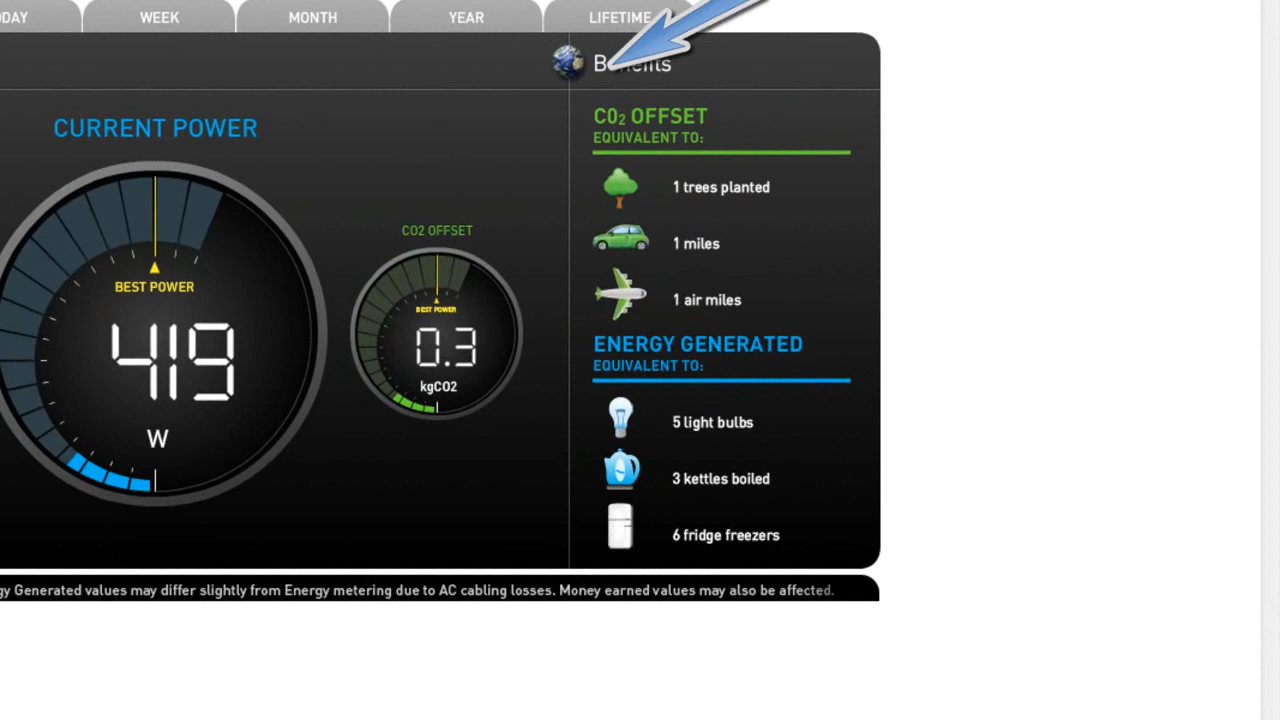 WEEK
MONTH
YEAR
LIFETIME
Benefits
CURRENT POWER
C0₂ OFFSET
EQUIVALENT TO:
1 trees planted
CO2 OFFSET
1 miles
BEST POWER
1 air miles
BEST POWER
419
0.3
ENERGY GENERATED
EQUIVALENT TO:
kgCO2
W
5 light bulbs
3 kettles boiled
6 fridge freezers
Generated values may differ slightly from Energy metering due to AC cabling losses. Money earned values may also be affected.